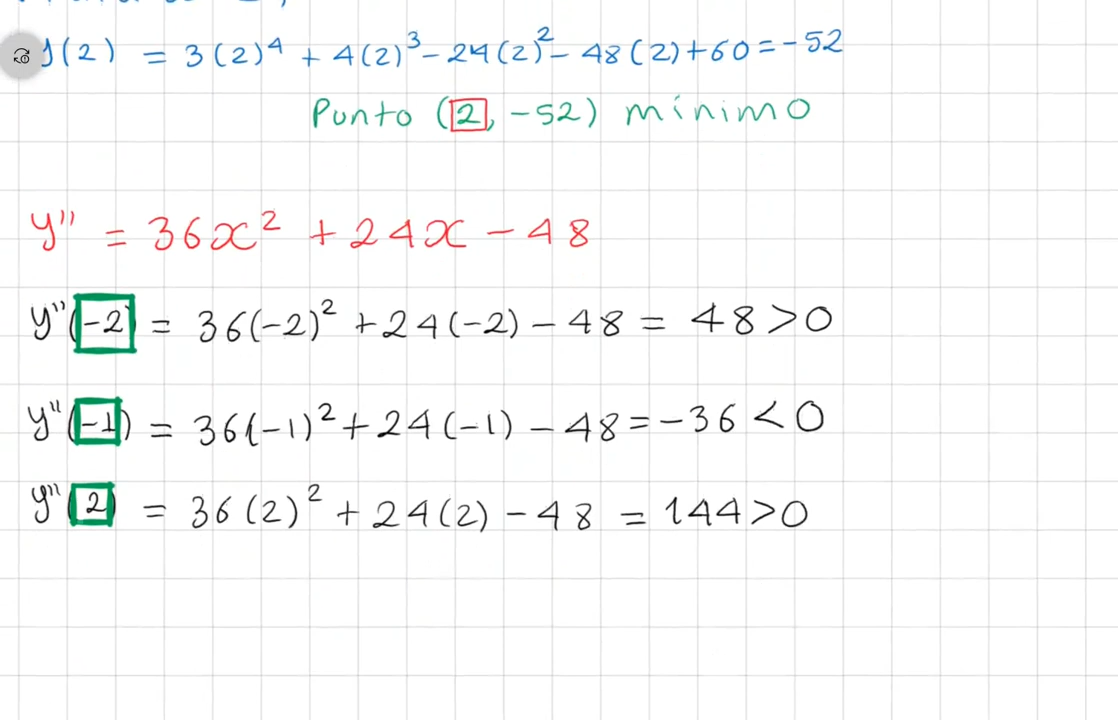 y(2) = 3(2)⁴ + 4(2)³ - 24(2)² - 48(2) + 60 = -52
Punto (2, -52) mínimo
y'' = 36x² + 24x - 48
y''(-2) = 36(-2)² + 24(-2) - 48 = 48 > 0
y''(-1) = 36(-1)² + 24(-1) - 48 = -36 < 0
y''(2) = 36(2)² + 24(2) - 48 = 144 > 0